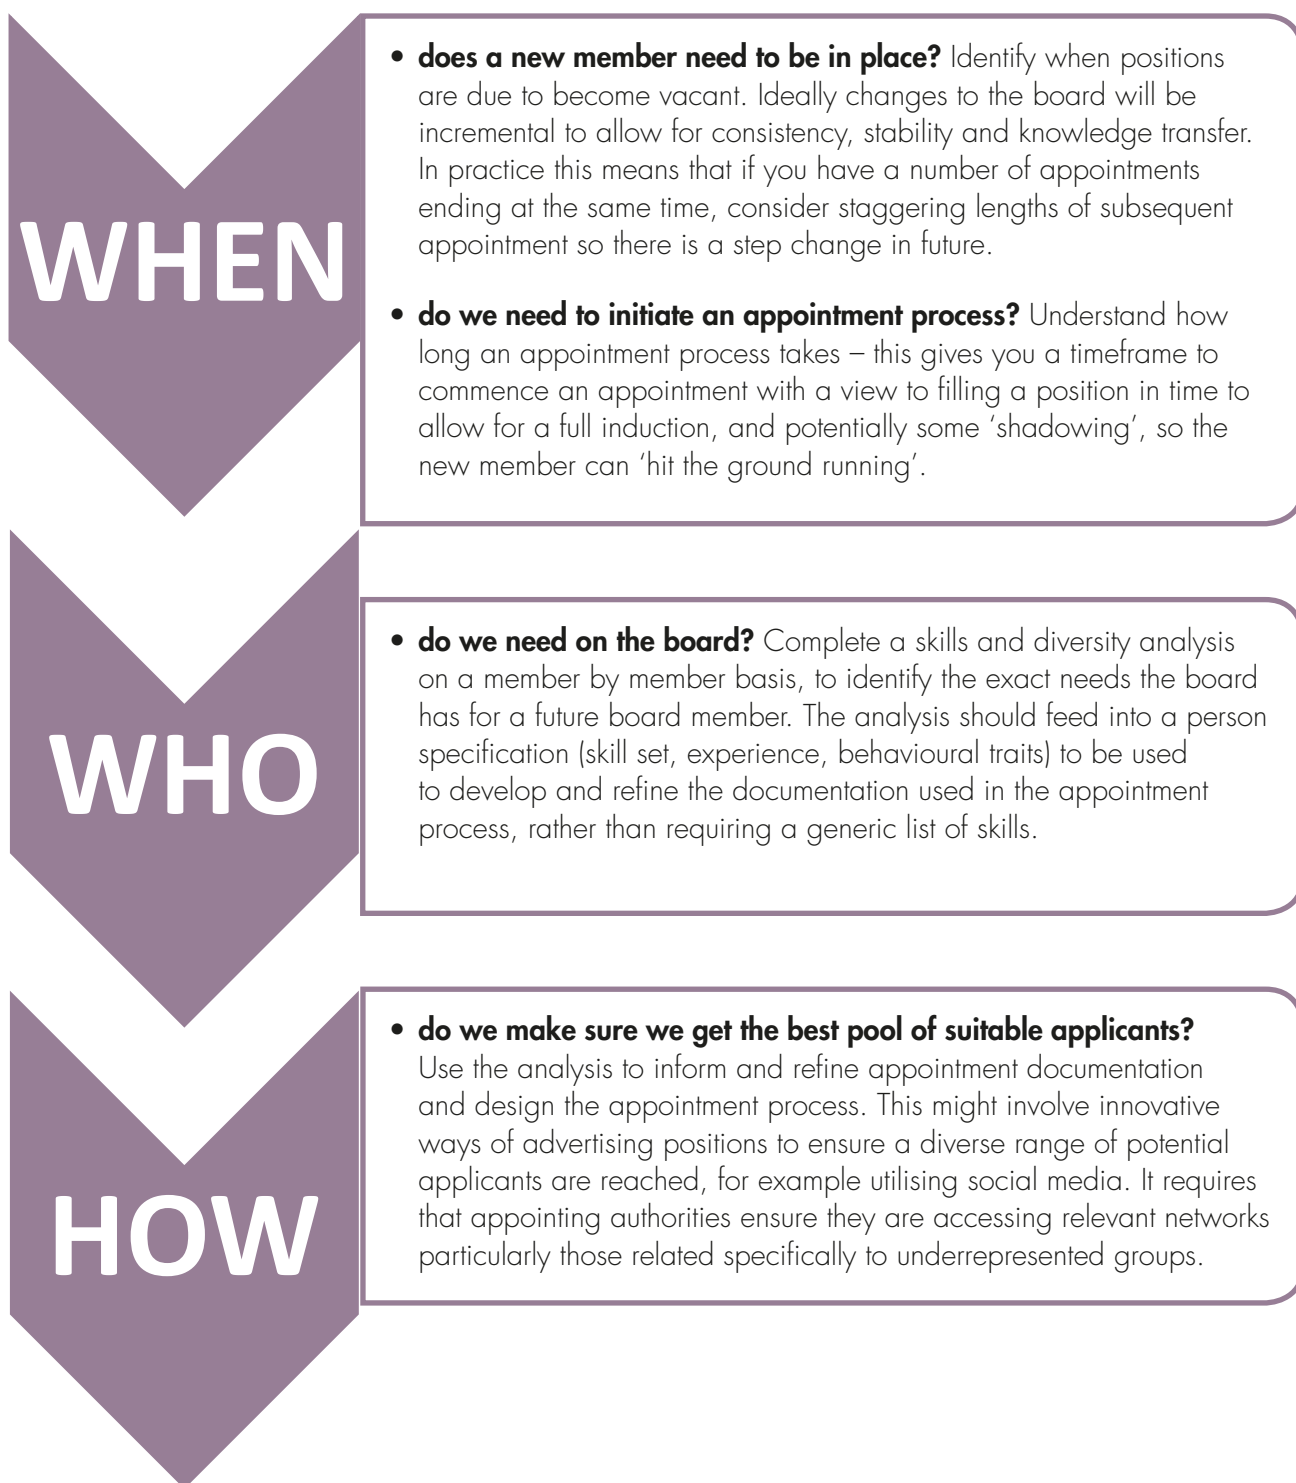 WHEN
• does a new member need to be in place? Identify when positions
are due to become vacant. Ideally changes to the board will be
incremental to allow for consistency, stability and knowledge transfer.
In practice this means that if you have a number of appointments
ending at the same time, consider staggering lengths of subsequent
appointment so there is a step change in future.
• do we need to initiate an appointment process? Understand how
long an appointment process takes – this gives you a timeframe to
commence an appointment with a view to filling a position in time to
allow for a full induction, and potentially some ‘shadowing’, so the
new member can ‘hit the ground running’.
WHO
• do we need on the board? Complete a skills and diversity analysis
on a member by member basis, to identify the exact needs the board
has for a future board member. The analysis should feed into a person
specification (skill set, experience, behavioural traits) to be used
to develop and refine the documentation used in the appointment
process, rather than requiring a generic list of skills.
HOW
• do we make sure we get the best pool of suitable applicants?
Use the analysis to inform and refine appointment documentation
and design the appointment process. This might involve innovative
ways of advertising positions to ensure a diverse range of potential
applicants are reached, for example utilising social media. It requires
that appointing authorities ensure they are accessing relevant networks
particularly those related specifically to underrepresented groups.